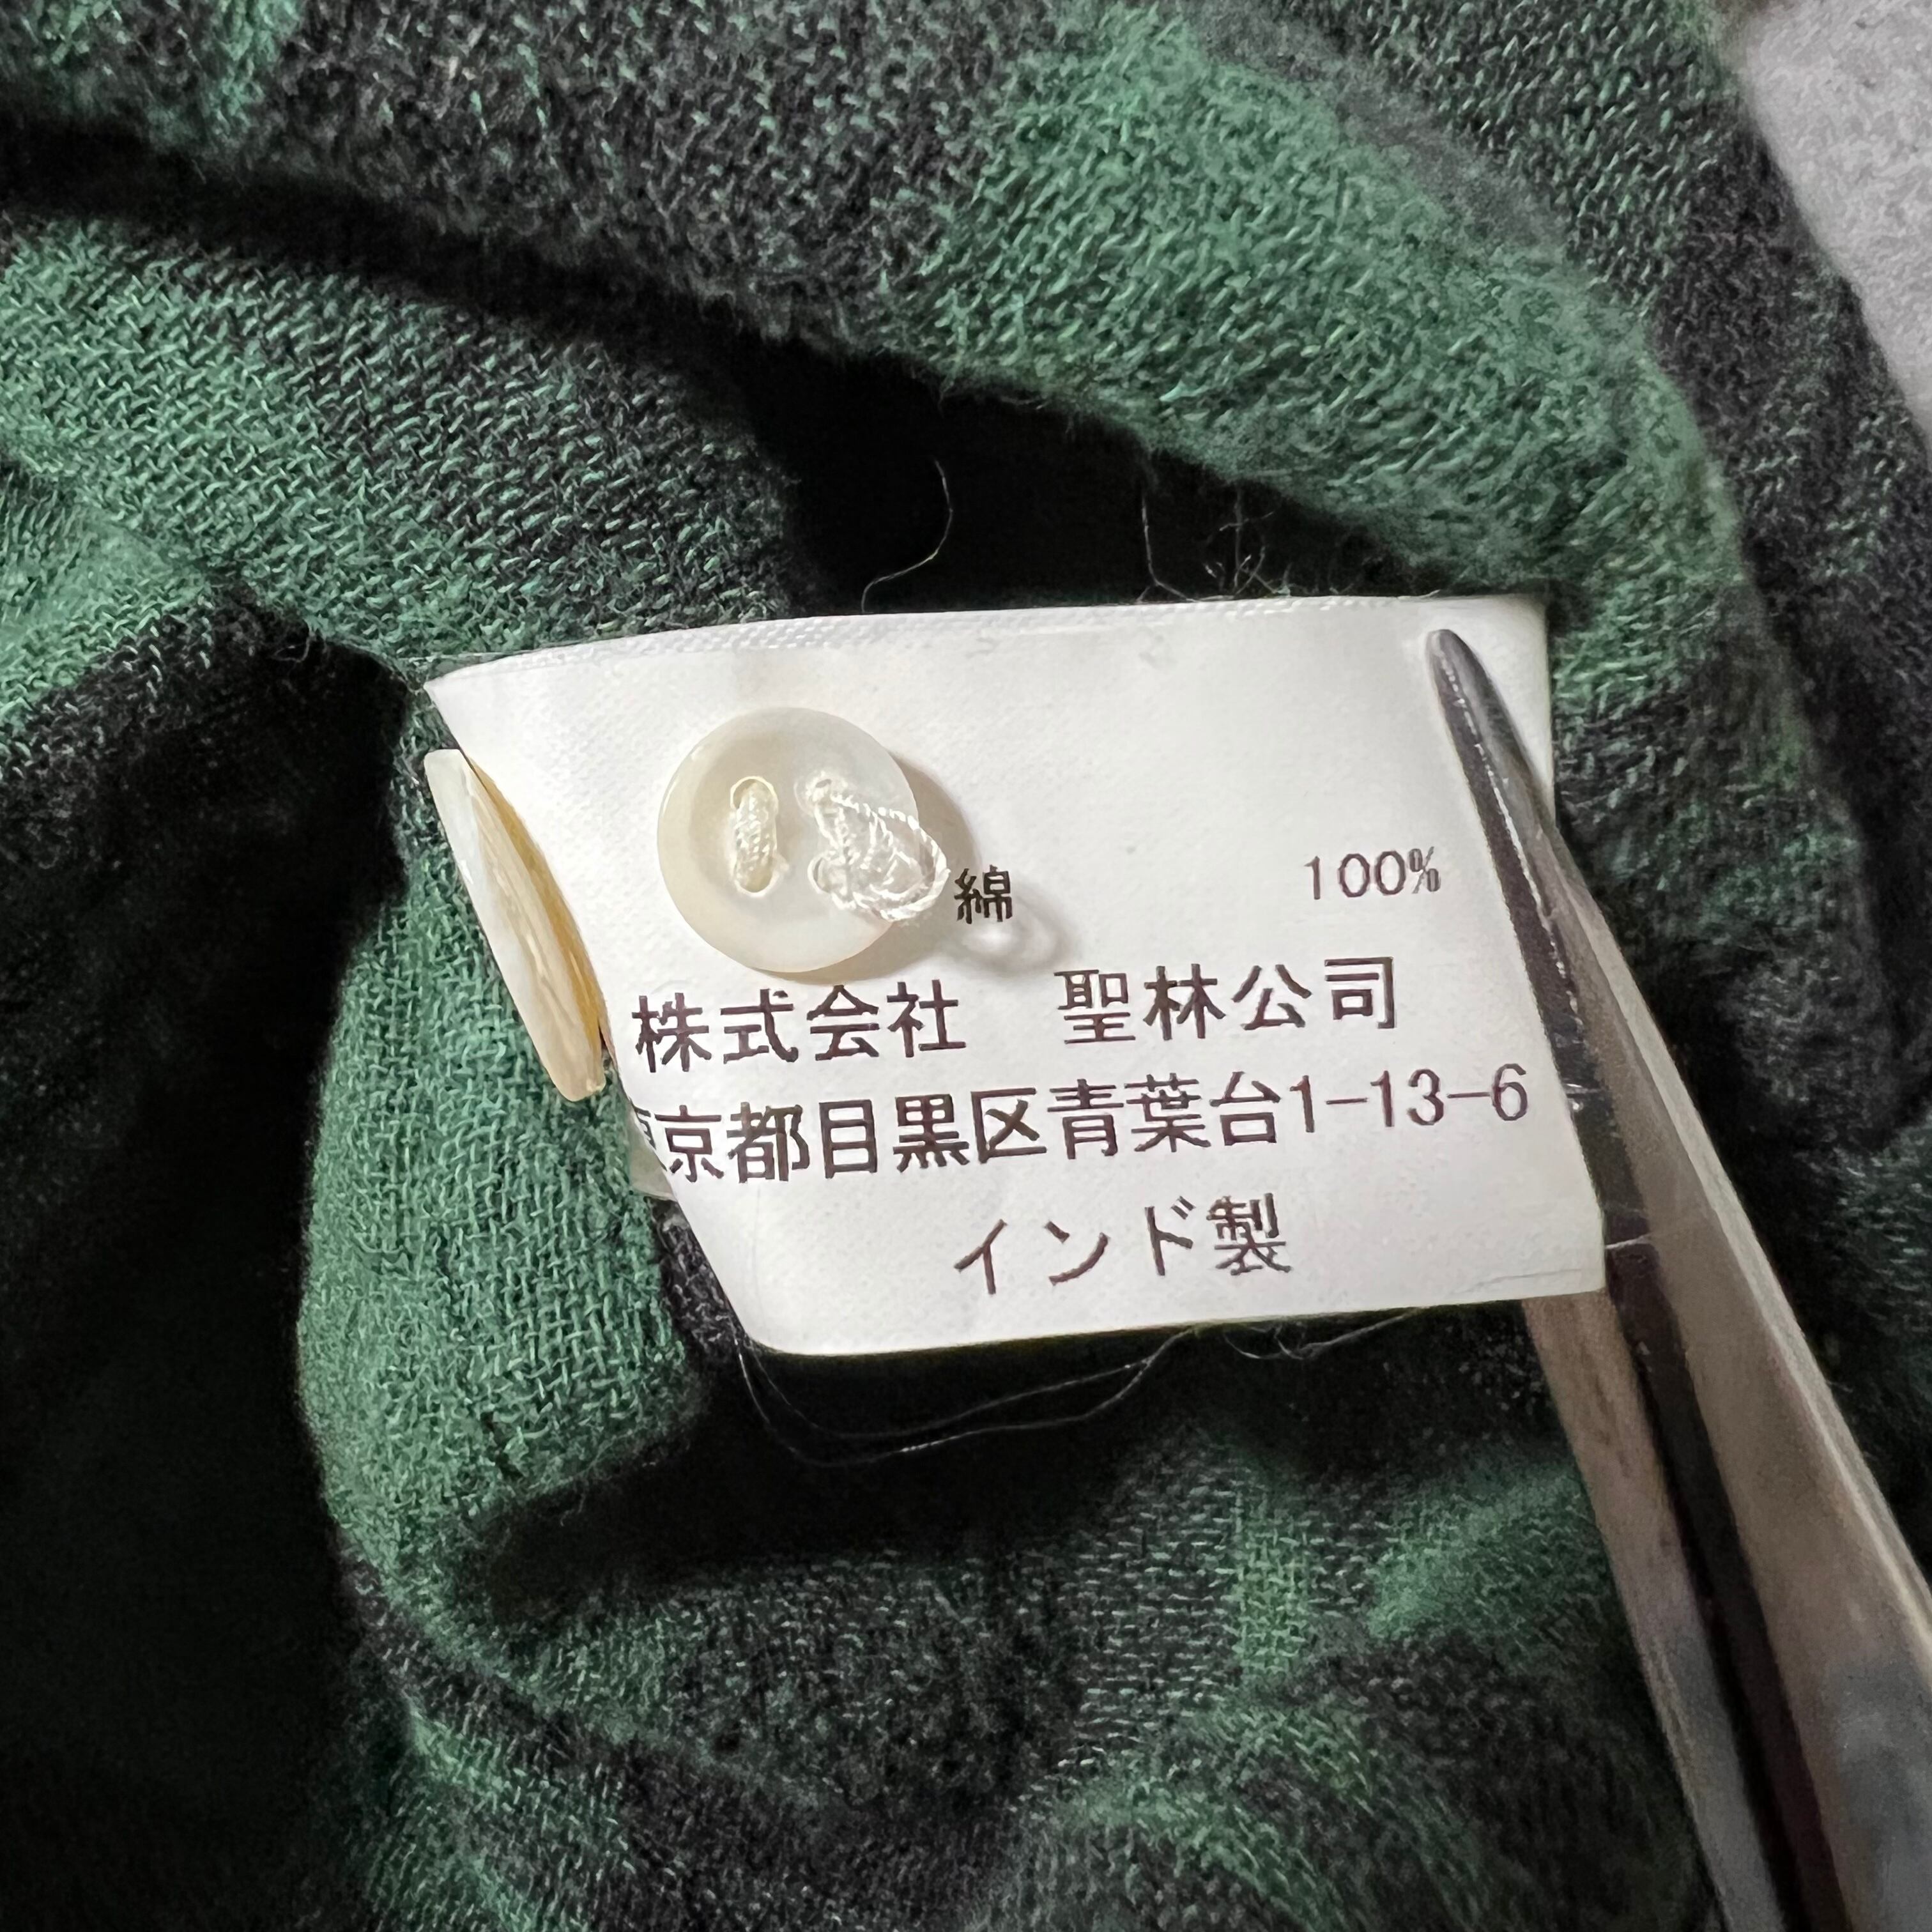 綿 100%
株式会社 聖林公司
東京都目黒区青葉台1-13-6
インド製